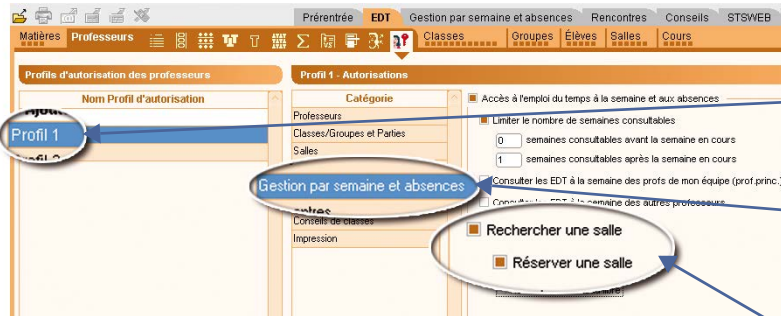 Prérentrée EDT Gestion par semaine et absences Rencontres Conseils STSWEB
Matières Professeurs Classes Groupes Élèves Salles Cours
Profils d'autorisation des professeurs
Profil 1 - Autorisations
Nom Profil d'autorisation
Profil 1
Catégorie
Professeurs
Classes/Groupes et Parties
Salles
Gestion par semaine et absences
Conseils de classes
Impression
Accès à l'emploi du temps à la semaine et aux absences
Limiter le nombre de semaines consultables
0 semaines consultables avant la semaine en cours
1 semaines consultables après la semaine en cours
Consulter les EDT à la semaine des profs de mon équipe (prof.princ.)
Consulter les EDT à la semaine des autres professeurs
Rechercher une salle
Réserver une salle